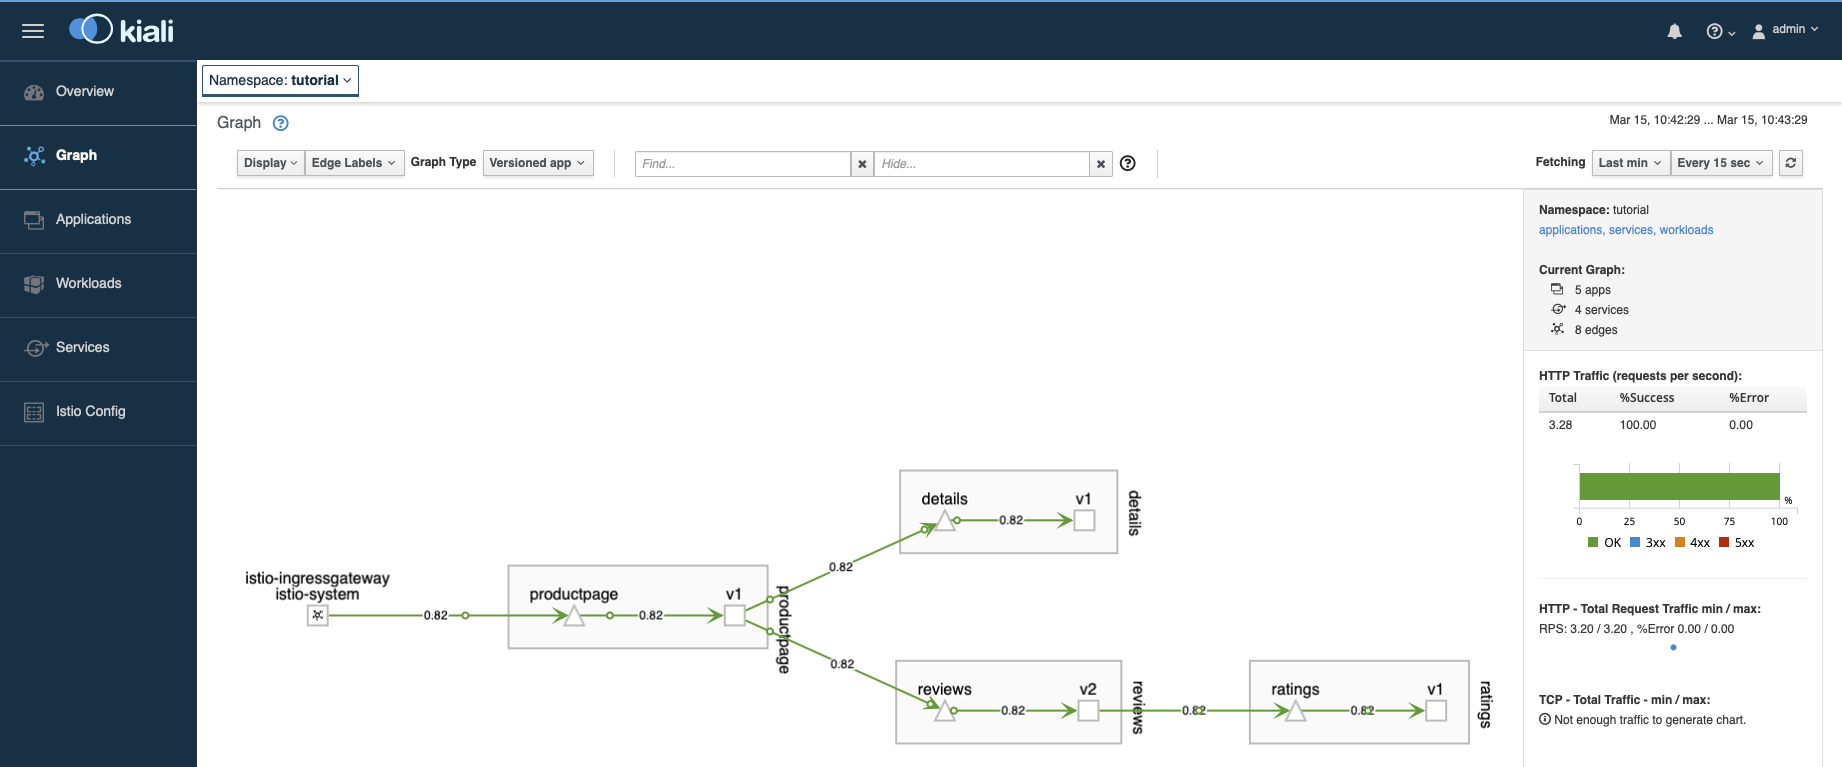 kiali
admin
Namespace: tutorial
Overview
Graph
Applications
Workloads
Services
Istio Config
Graph
Mar 15, 10:42:29 ... Mar 15, 10:43:29
Display Edge Labels Graph Type Versioned app Find... Hide... Fetching Last min Every 15 sec
istio-ingressgateway
istio-system
0.82
productpage
0.82
v1
productpage
0.82
details
0.82
v1
details
0.82
reviews
0.82
v2
reviews
0.82
ratings
0.82
v1
ratings
Namespace: tutorial
applications, services, workloads
Current Graph:
5 apps
4 services
8 edges
HTTP Traffic (requests per second):
Total %Success %Error
3.28 100.00 0.00
%
0 25 50 75 100
OK 3xx 4xx 5xx
HTTP - Total Request Traffic min / max:
RPS: 3.20 / 3.20 , %Error 0.00 / 0.00
TCP - Total Traffic - min / max:
Not enough traffic to generate chart.